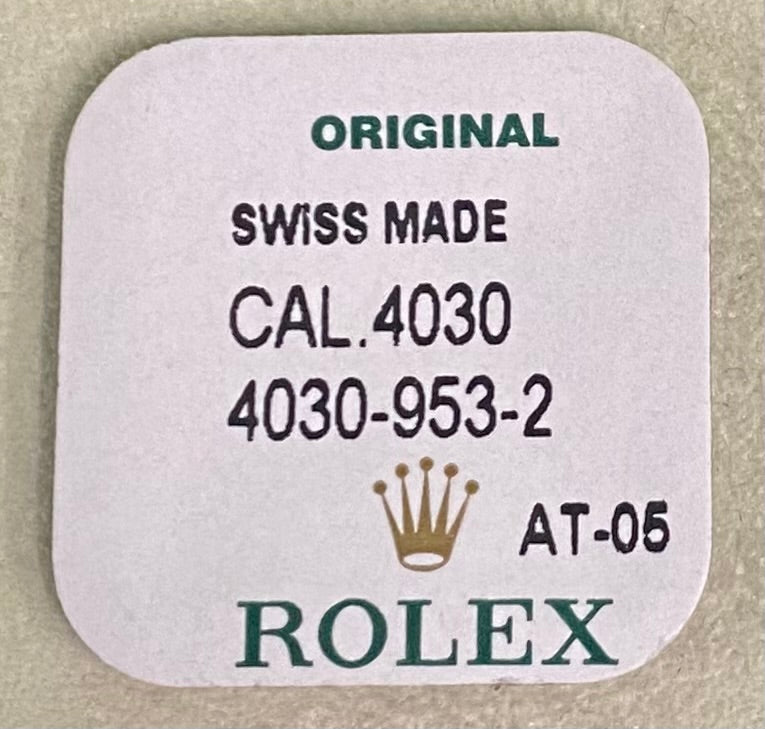 ORIGINAL
SWISS MADE
CAL.4030
4030-953-2
AT-05
ROLEX